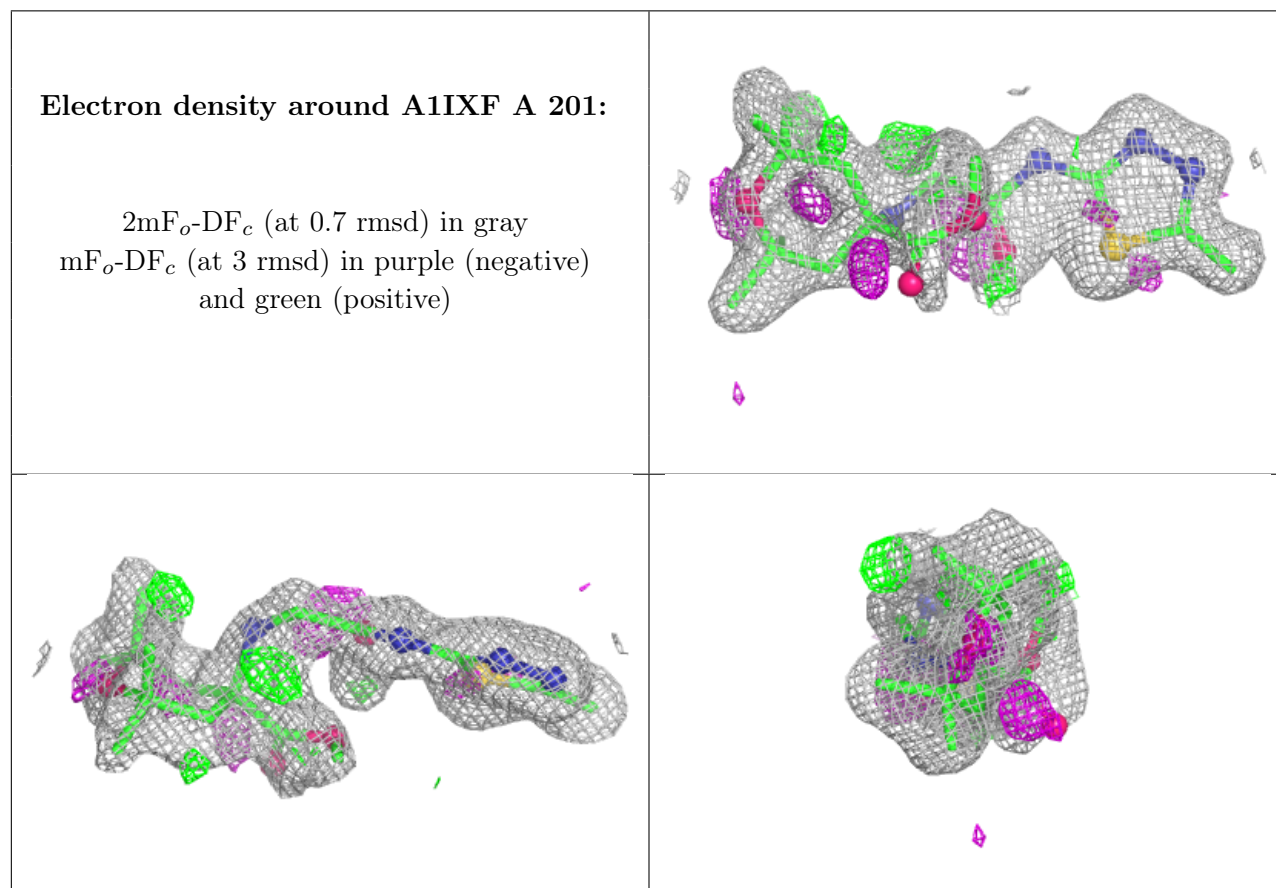 Electron density around A1IXF A 201:
2mFo-DFc (at 0.7 rmsd) in gray
mFo-DFc (at 3 rmsd) in purple (negative)
and green (positive)